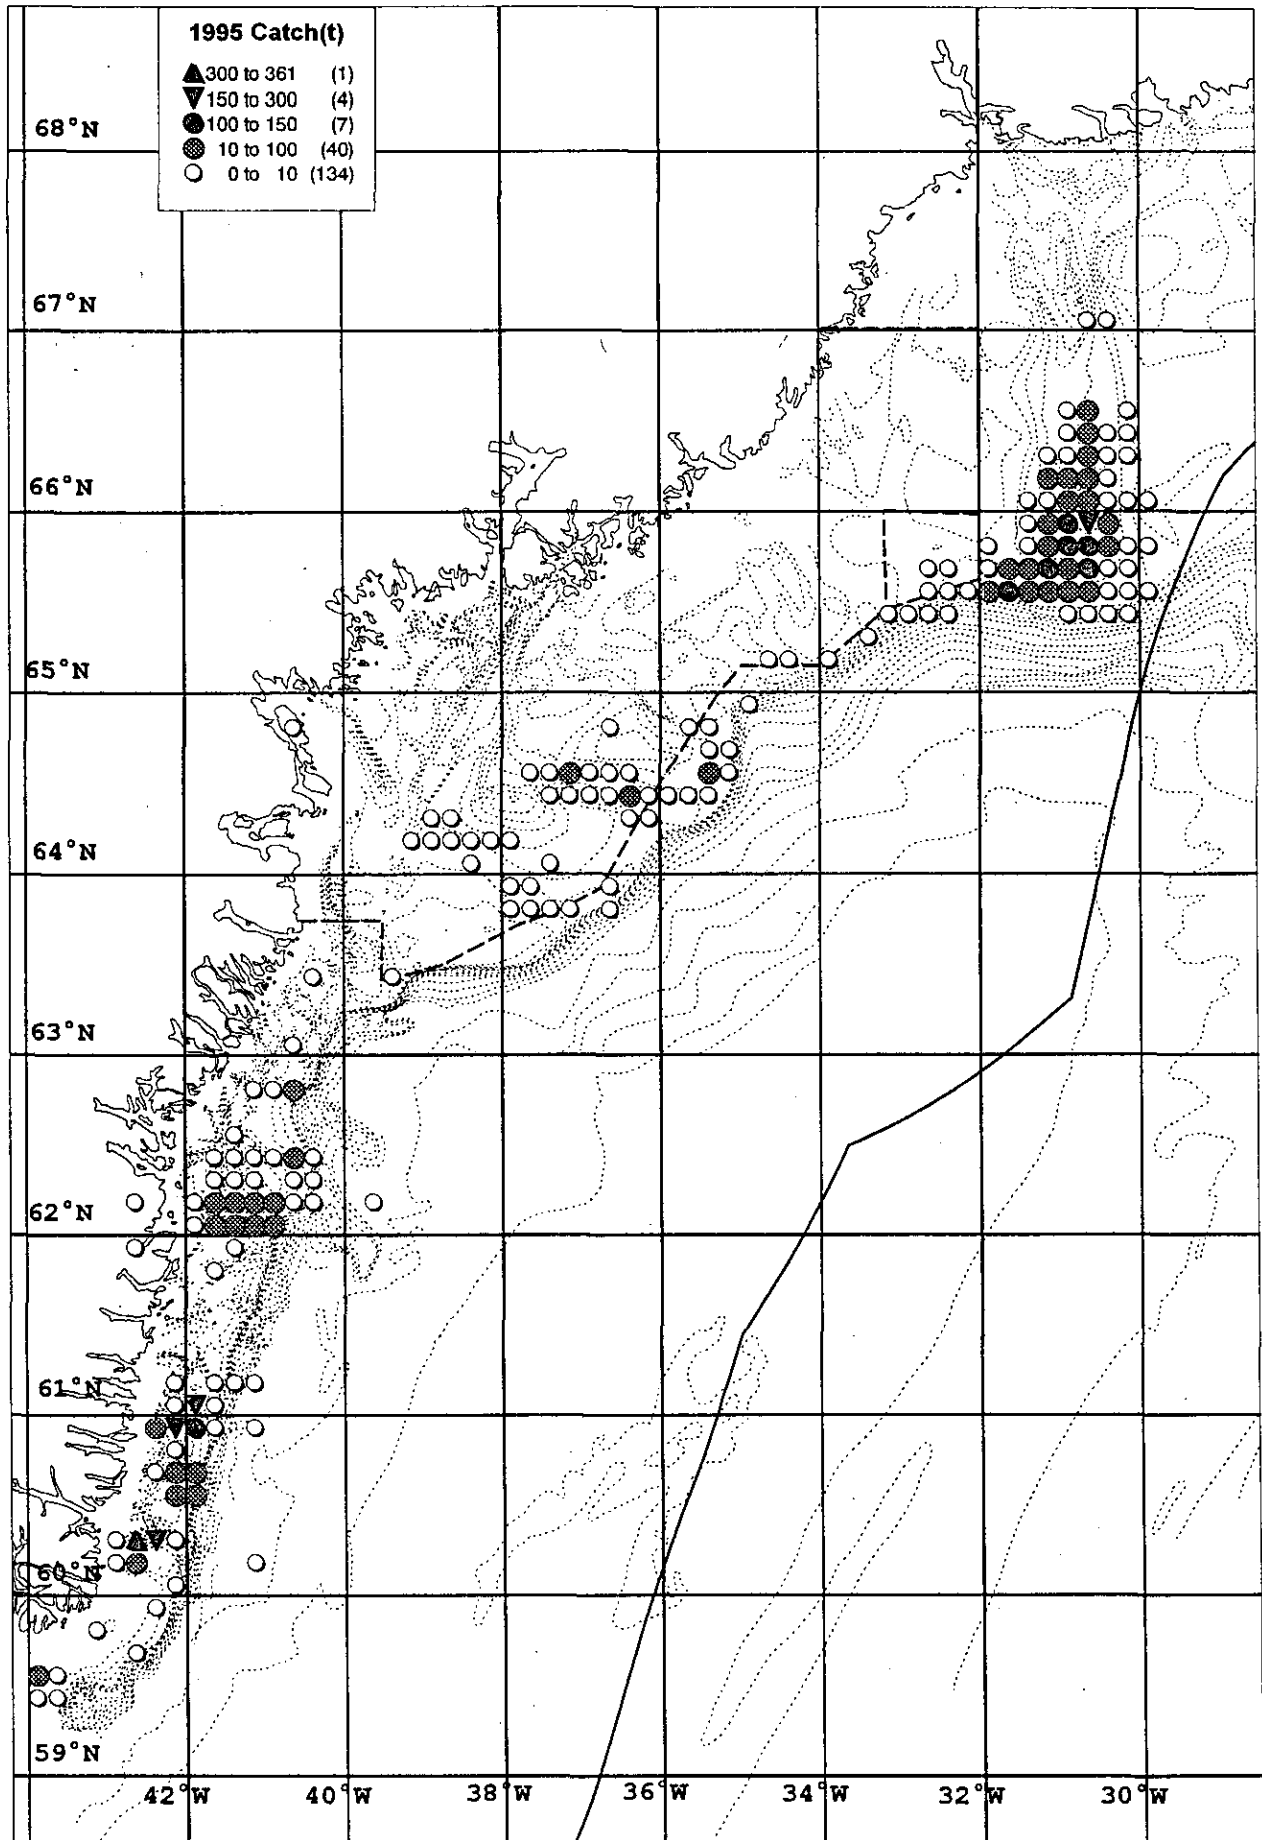 1995 Catch(t)
300 to 361 (1)
150 to 300 (4)
100 to 150 (7)
10 to 100 (40)
0 to 10 (134)
68°N
67°N
66°N
65°N
64°N
63°N
62°N
61°N
60°N
59°N
42°W 40°W 38°W 36°W 34°W 32°W 30°W